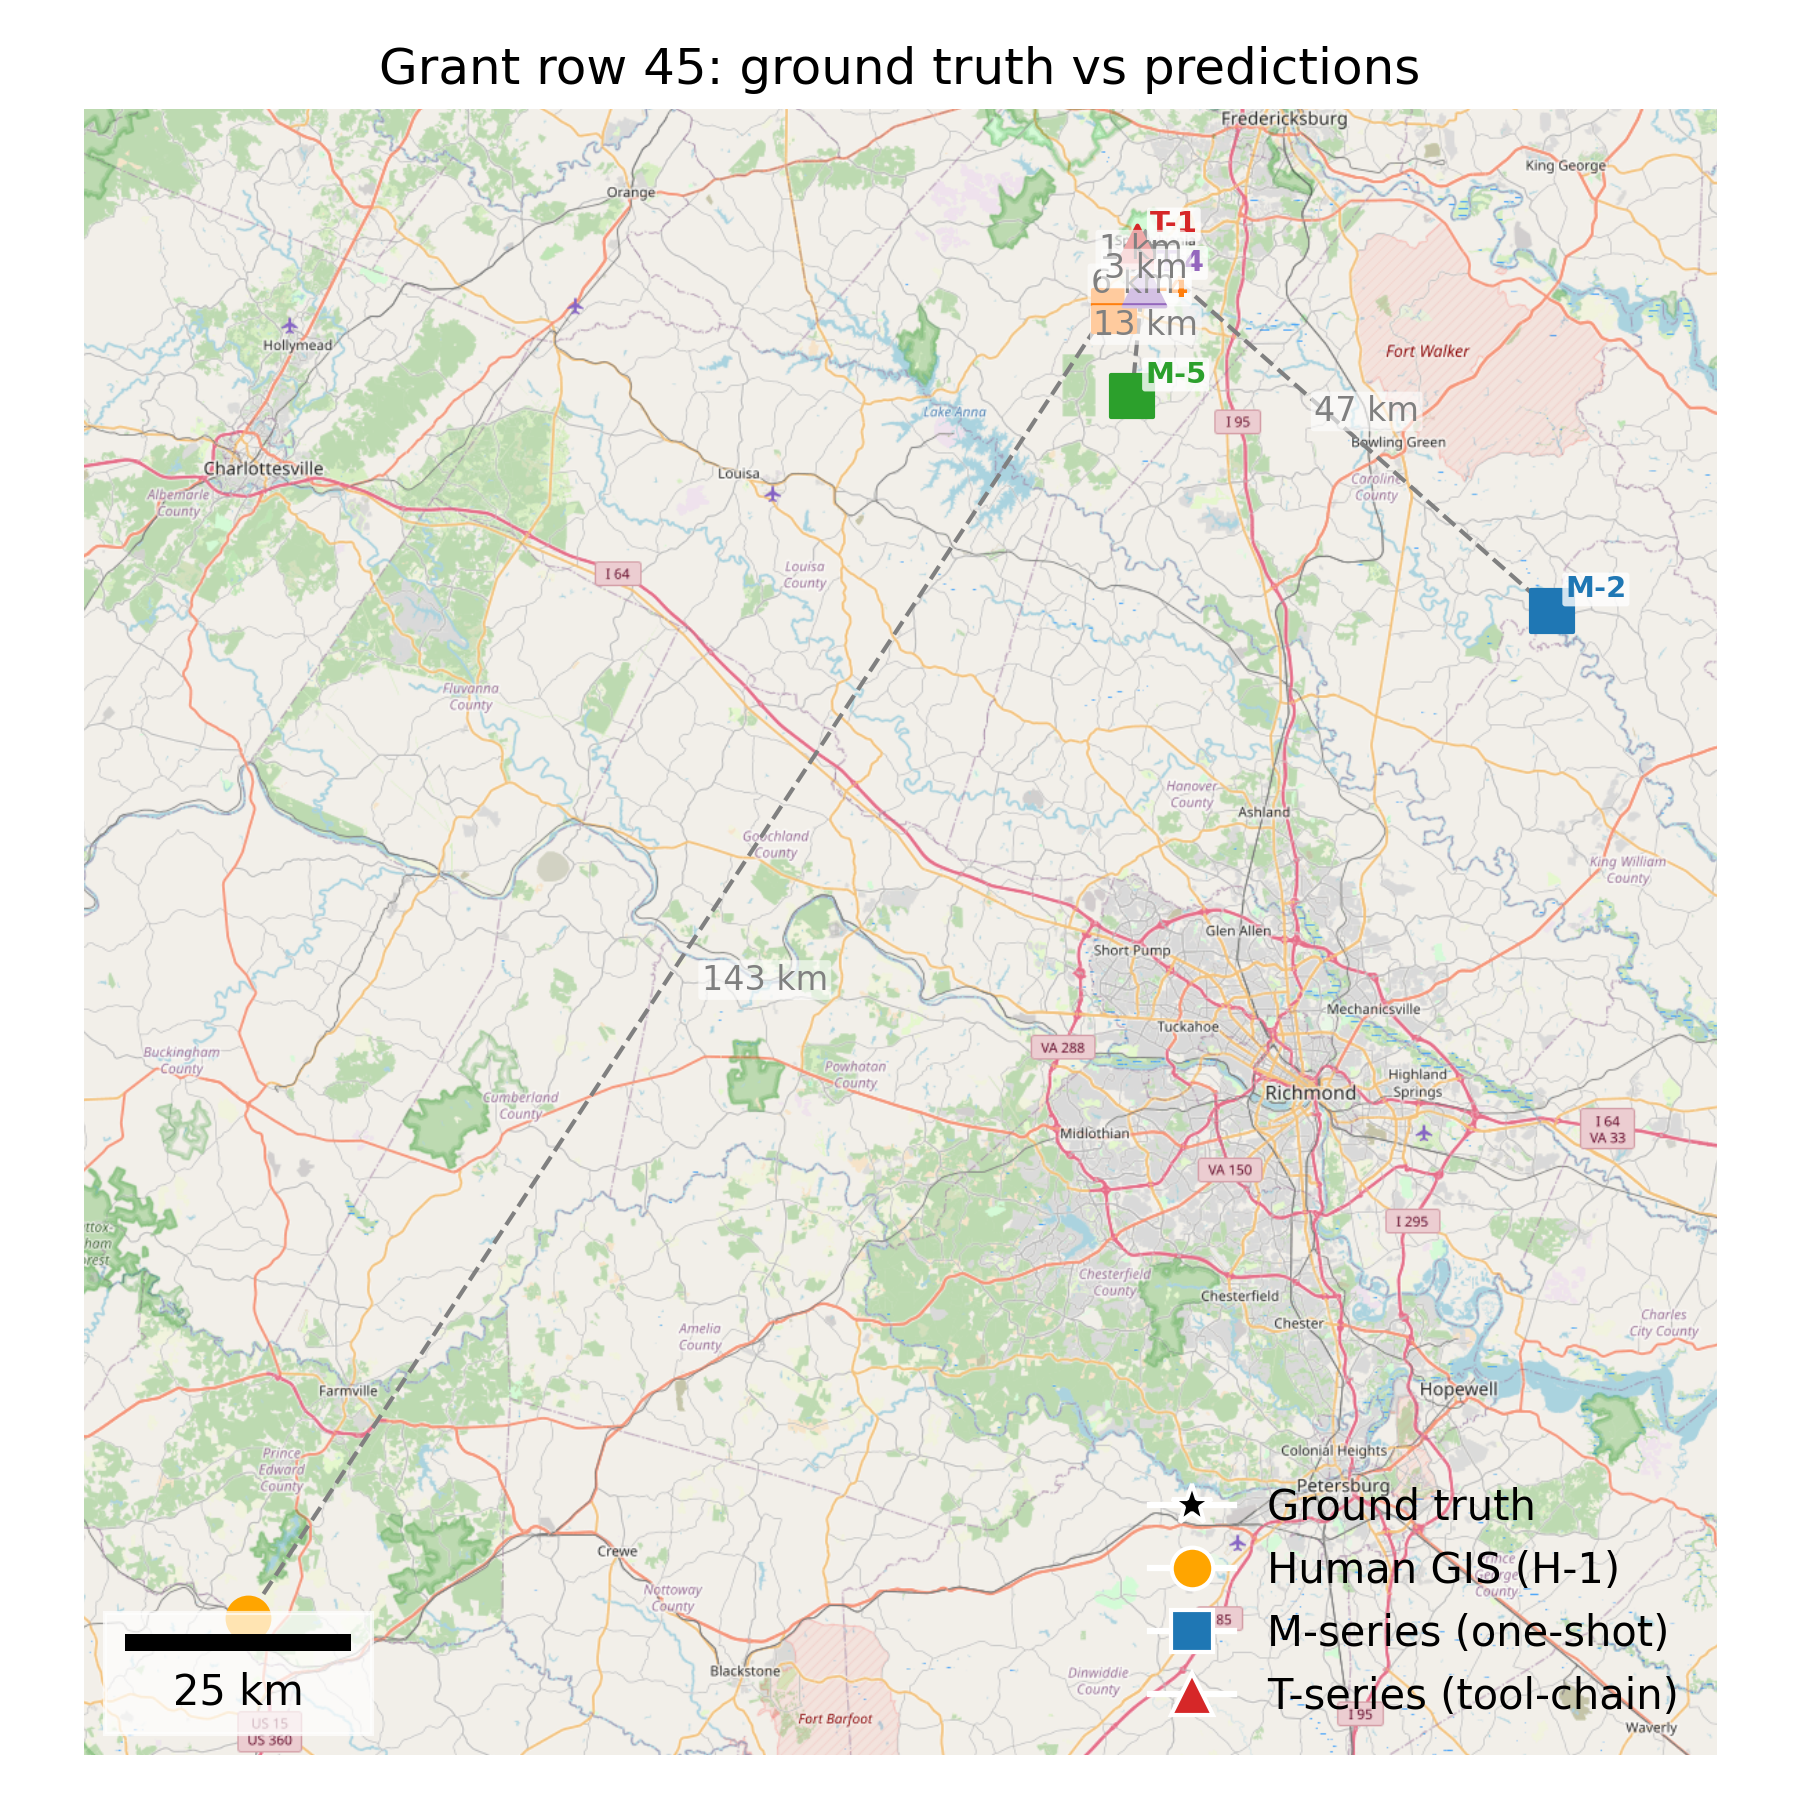 Grant row 45: ground truth vs predictions
Fredericksburg
King George
Orange
T-1
1 km
3 km
4
6 km
13 km
Hollymead
Fort Walker
M-5
Lake Anna
47 km
I 95
Bowling Green
Charlottesville
Louisa
Caroline
County
Albemarle
County
I 64
Louisa
County
M-2
Fluvanna
County
Hanover
County
Ashland
Goochland
County
King William
County
Glen Allen
Short Pump
143 km
Mechanicsville
Tuckahoe
VA 288
Buckingham
County
Powhatan
County
Highland
Springs
Richmond
Cumberland
County
I 64
VA 33
Midlothian
VA 150
I 295
Chesterfield
County
Chesterfield
Charles
City County
Chester
Amelia
County
Farmville
Hopewell
Prince
Edward
County
Colonial Heights
Petersburg
Ground truth
Crewe
Human GIS (H-1)
Prince
George
County
Nottoway
County
85
M-series (one-shot)
25 km
Blackstone
Dinwiddie
County
T-series (tool-chain)
Fort Barfoot
I 95
Waverly
US 15
US 360